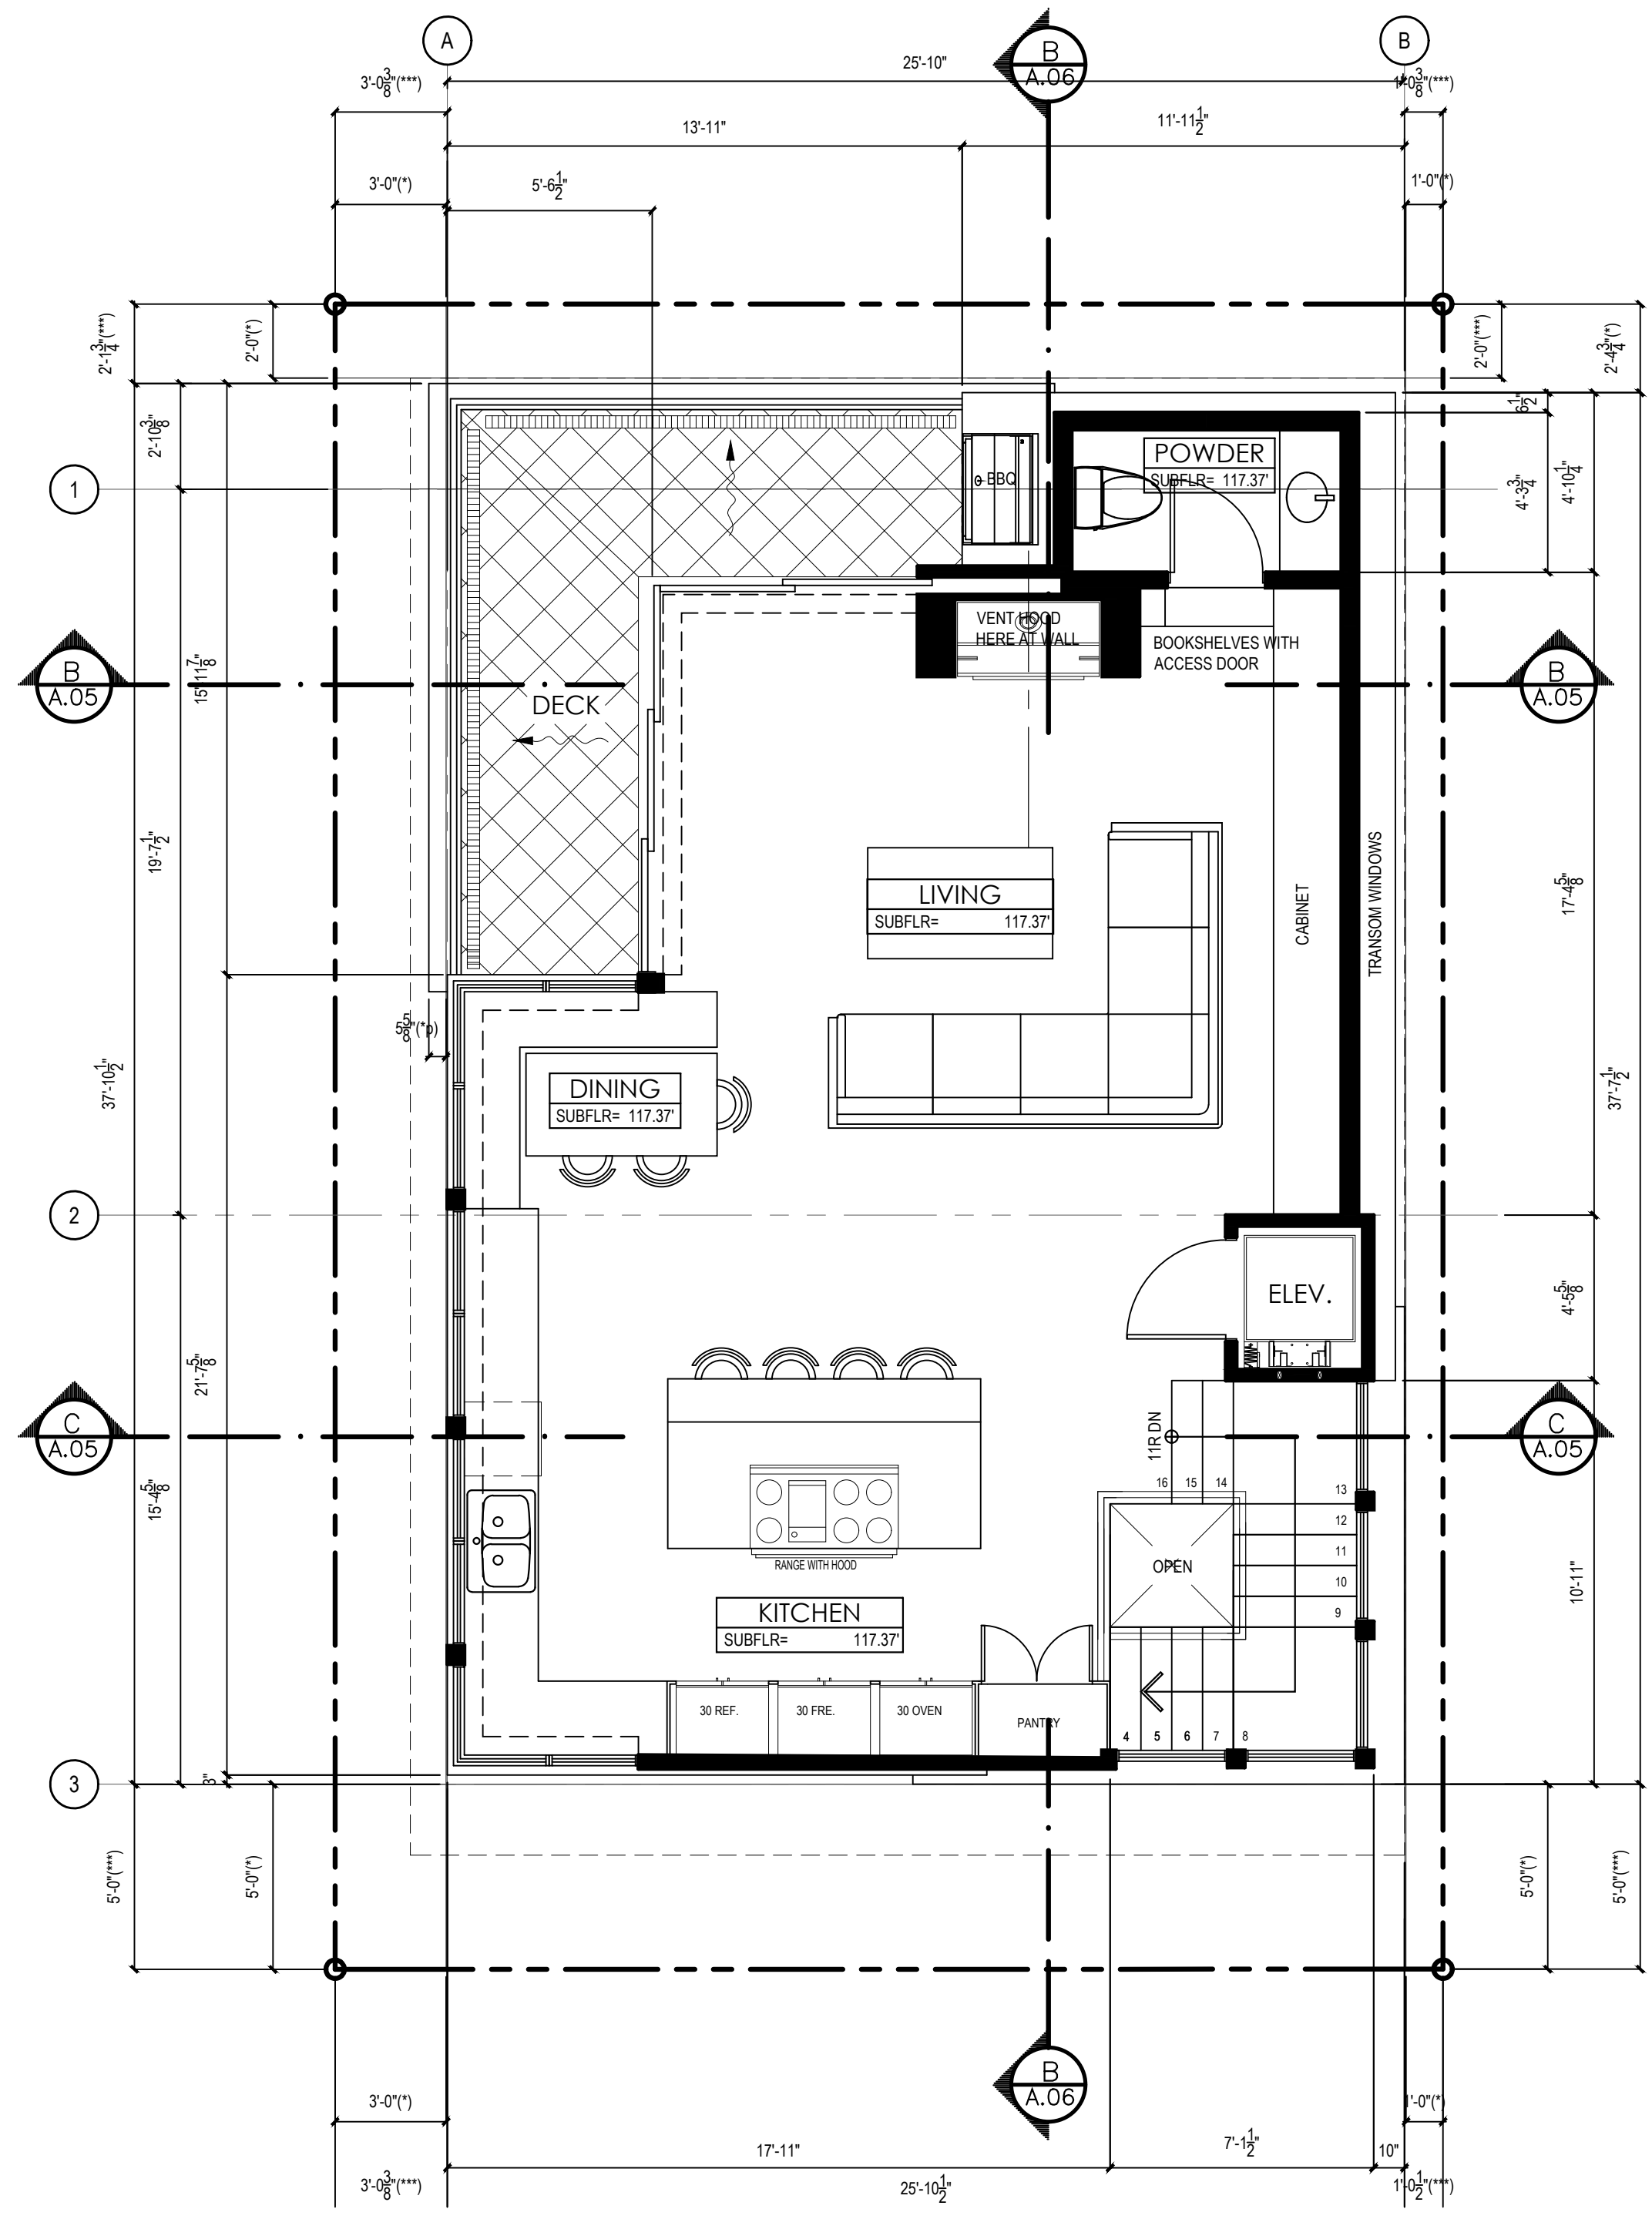 A
B
B
A.06
25'-10"
3'-0 3/8"(***)
1'-0 3/8"(***)
13'-11"
11'-11 1/2"
3'-0"(*)
5'-6 1/2"
1'-0"(*)
2'-1 3/4"(***)
2'-0"(*)
2'-0"(***)
2'-4 3/4"(*)
6 1/2"
2'-10 3/8"
POWDER
SUBFLR= 117.37'
BBQ
1
4'-3 3/4"
4'-10 1/4"
VENT HOOD
HERE AT WALL
BOOKSHELVES WITH
ACCESS DOOR
B
A.05
15'-11 7/8"
DECK
B
A.05
19'-7 1/2"
LIVING
SUBFLR= 117.37'
CABINET
TRANSOM WINDOWS
17'-4 5/8"
5 5/8"(*p)
37'-10 1/2"
DINING
SUBFLR= 117.37'
37'-7 1/2"
2
ELEV.
4'-5 5/8"
21'-7 5/8"
C
A.05
11R DN
C
A.05
15'-4 5/8"
16 15 14
13
12
11
10
9
OPEN
RANGE WITH HOOD
10'-11"
KITCHEN
SUBFLR= 117.37'
30 REF.
30 FRE.
30 OVEN
PANTRY
4 5 6 7 8
3
3"
5'-0"(***)
5'-0"(*)
5'-0"(*)
5'-0"(***)
B
A.06
3'-0"(*)
1'-0"(*)
17'-11"
7'-1 1/2"
10"
3'-0 3/8"(***)
25'-10 1/2"
1'-0 1/2"(***)